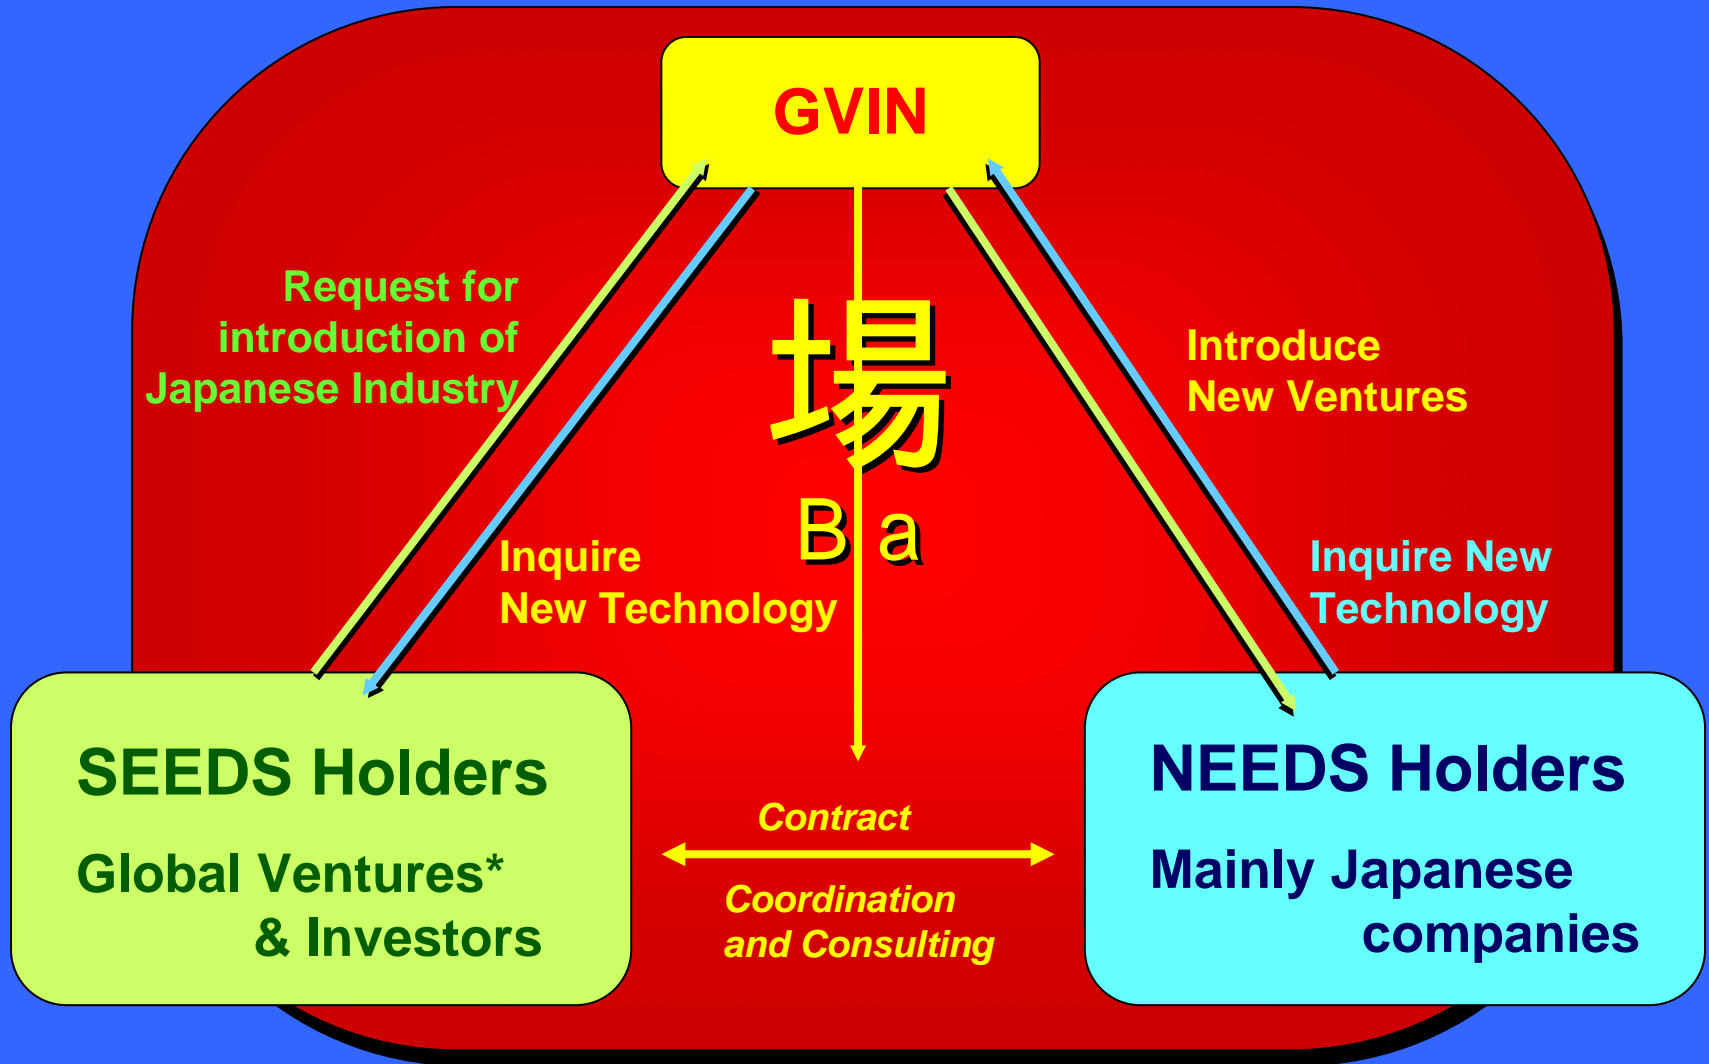 GVIN
Request for
introduction of
Japanese Industry
場
Ba
Introduce
New Ventures
Inquire
New Technology
Inquire New
Technology
SEEDS Holders
Global Ventures*
& Investors
Contract
Coordination
and Consulting
NEEDS Holders
Mainly Japanese
companies